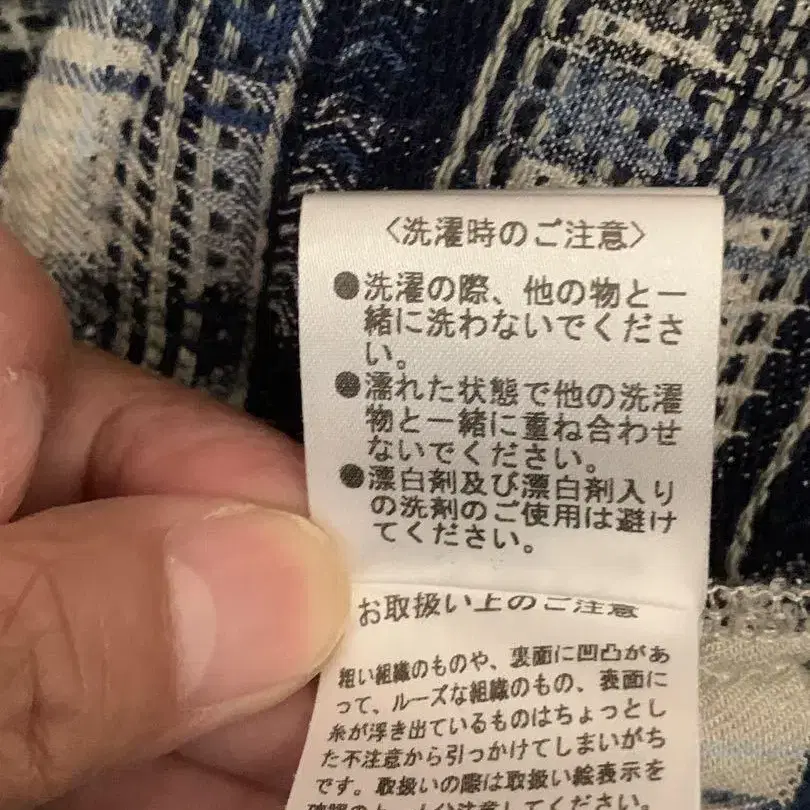 〈洗濯時のご注意〉
●洗濯の際、他の物と一
緒に洗わないでくださ
い。
●濡れた状態で他の洗濯
物と一緒に重ね合わせ
ないでください。
●漂白剤及び漂白剤入り
の洗剤のご使用は避け
てください。
お取扱い上のご注意
粗い組織のものや、裏面に凹凸があ
って、ルーズな組織のもの、表面に
糸が浮き出ているものはちょっとし
た不注意から引っかけてしまいがち
です。取扱いの際は取扱い絵表示を
注意してください。